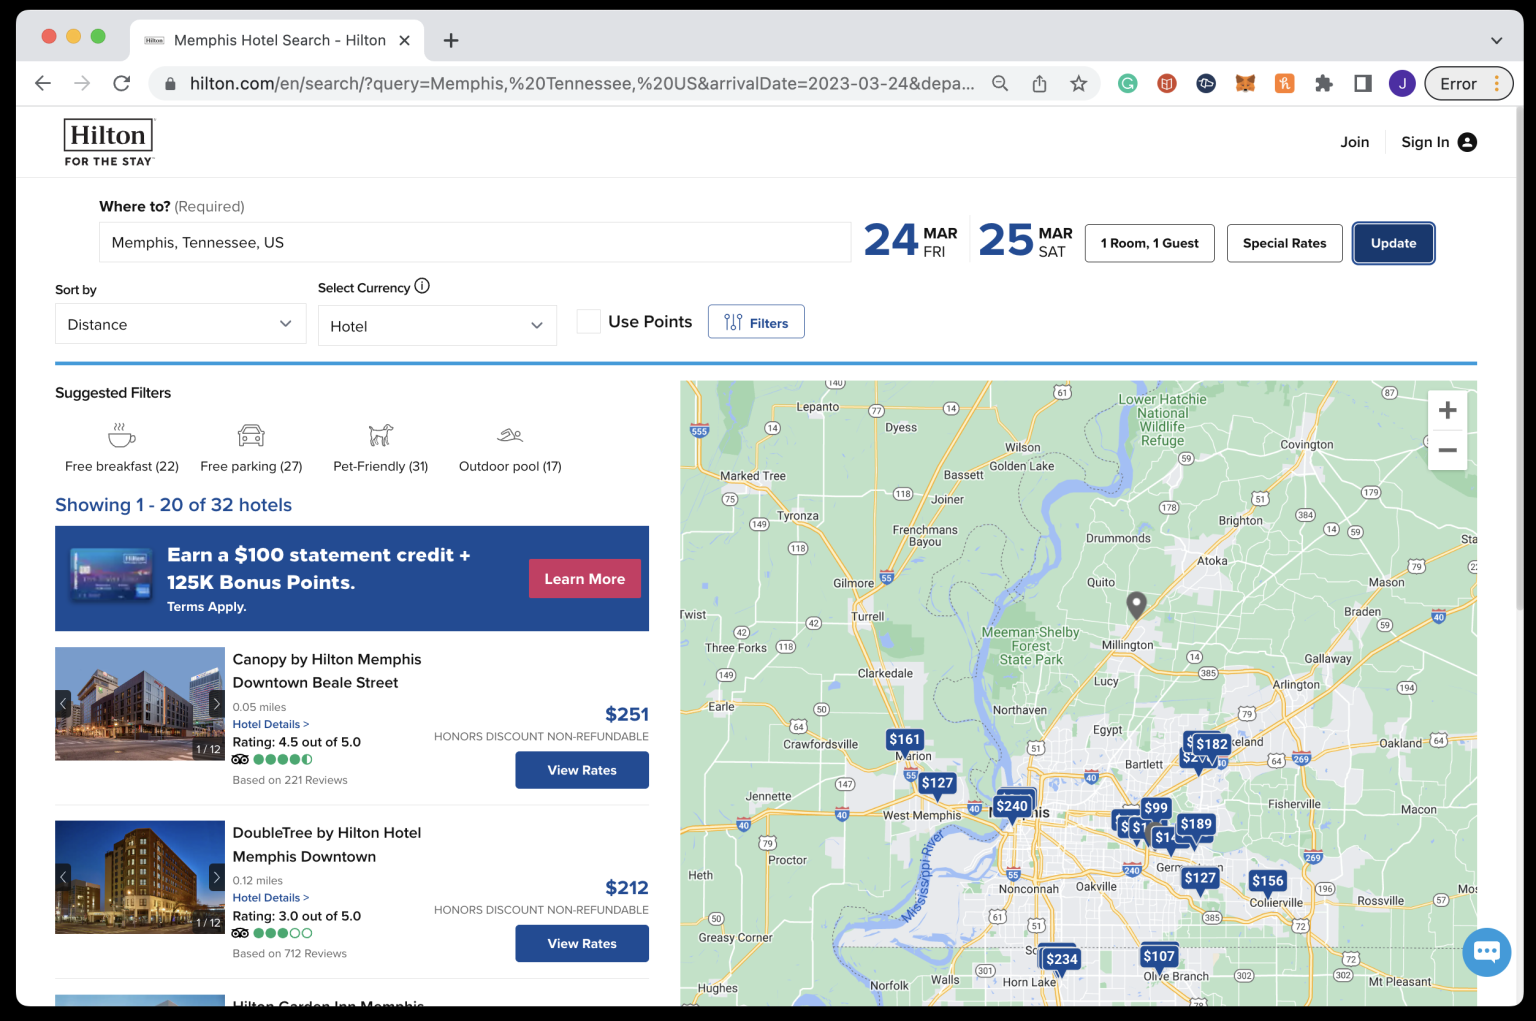 Memphis Hotel Search - Hilton
hilton.com/en/search/?query=Memphis,%20Tennessee,%20US&arrivalDate=2023-03-24&depa...
J
Error
Hilton
FOR THE STAY
Join
Sign In
Where to? (Required)
Memphis, Tennessee, US
24 MAR FRI
25 MAR SAT
1 Room, 1 Guest
Special Rates
Update
Sort by
Distance
Select Currency
Hotel
Use Points
Filters
Suggested Filters
Free breakfast (22)
Free parking (27)
Pet-Friendly (31)
Outdoor pool (17)
Showing 1 - 20 of 32 hotels
Earn a $100 statement credit +
125K Bonus Points.
Terms Apply.
Learn More
Canopy by Hilton Memphis
Downtown Beale Street
0.05 miles
Hotel Details >
Rating: 4.5 out of 5.0
Based on 221 Reviews
1 / 12
$251
HONORS DISCOUNT NON-REFUNDABLE
View Rates
DoubleTree by Hilton Hotel
Memphis Downtown
0.12 miles
Hotel Details >
Rating: 3.0 out of 5.0
Based on 712 Reviews
1 / 12
$212
HONORS DISCOUNT NON-REFUNDABLE
View Rates
Hilton Garden Inn Memphis
140
61
87
Lepanto
77
14
Lower Hatchie
National
Wildlife
Refuge
555
14
Dyess
Wilson
Golden Lake
Covington
59
Marked Tree
Bassett
75
118
Joiner
51
179
178
149
Tyronza
Frenchmans
Bayou
Brighton
384
14
59
118
Drummonds
Atoka
79
Gilmore
55
Quito
Mason
Turrell
Braden
59
40
42
42
Three Forks
118
Meeman-Shelby
Forest
State Park
Millington
14
385
Gallaway
149
Clarkedale
Lucy
Arlington
194
Earle
50
64
Northaven
79
Crawfordsville
$161
Marion
51
Egypt
$182
Oakland
64
64
269
55
$127
Bartlett
40
147
Jennette
40
40
40
West Memphis
$240
$99
$189
Fisherville
Macon
79
Proctor
Mississippi River
269
240
Heth
55
Nonconnah
Oakville
$127
$156
Collierville
196
Rossville
57
50
61
51
385
72
Greasy Corner
$234
$107
72
301
Walls
Horn Lake
Olive Branch
302
302
Mt Pleasant
Hughes
Norfolk
78